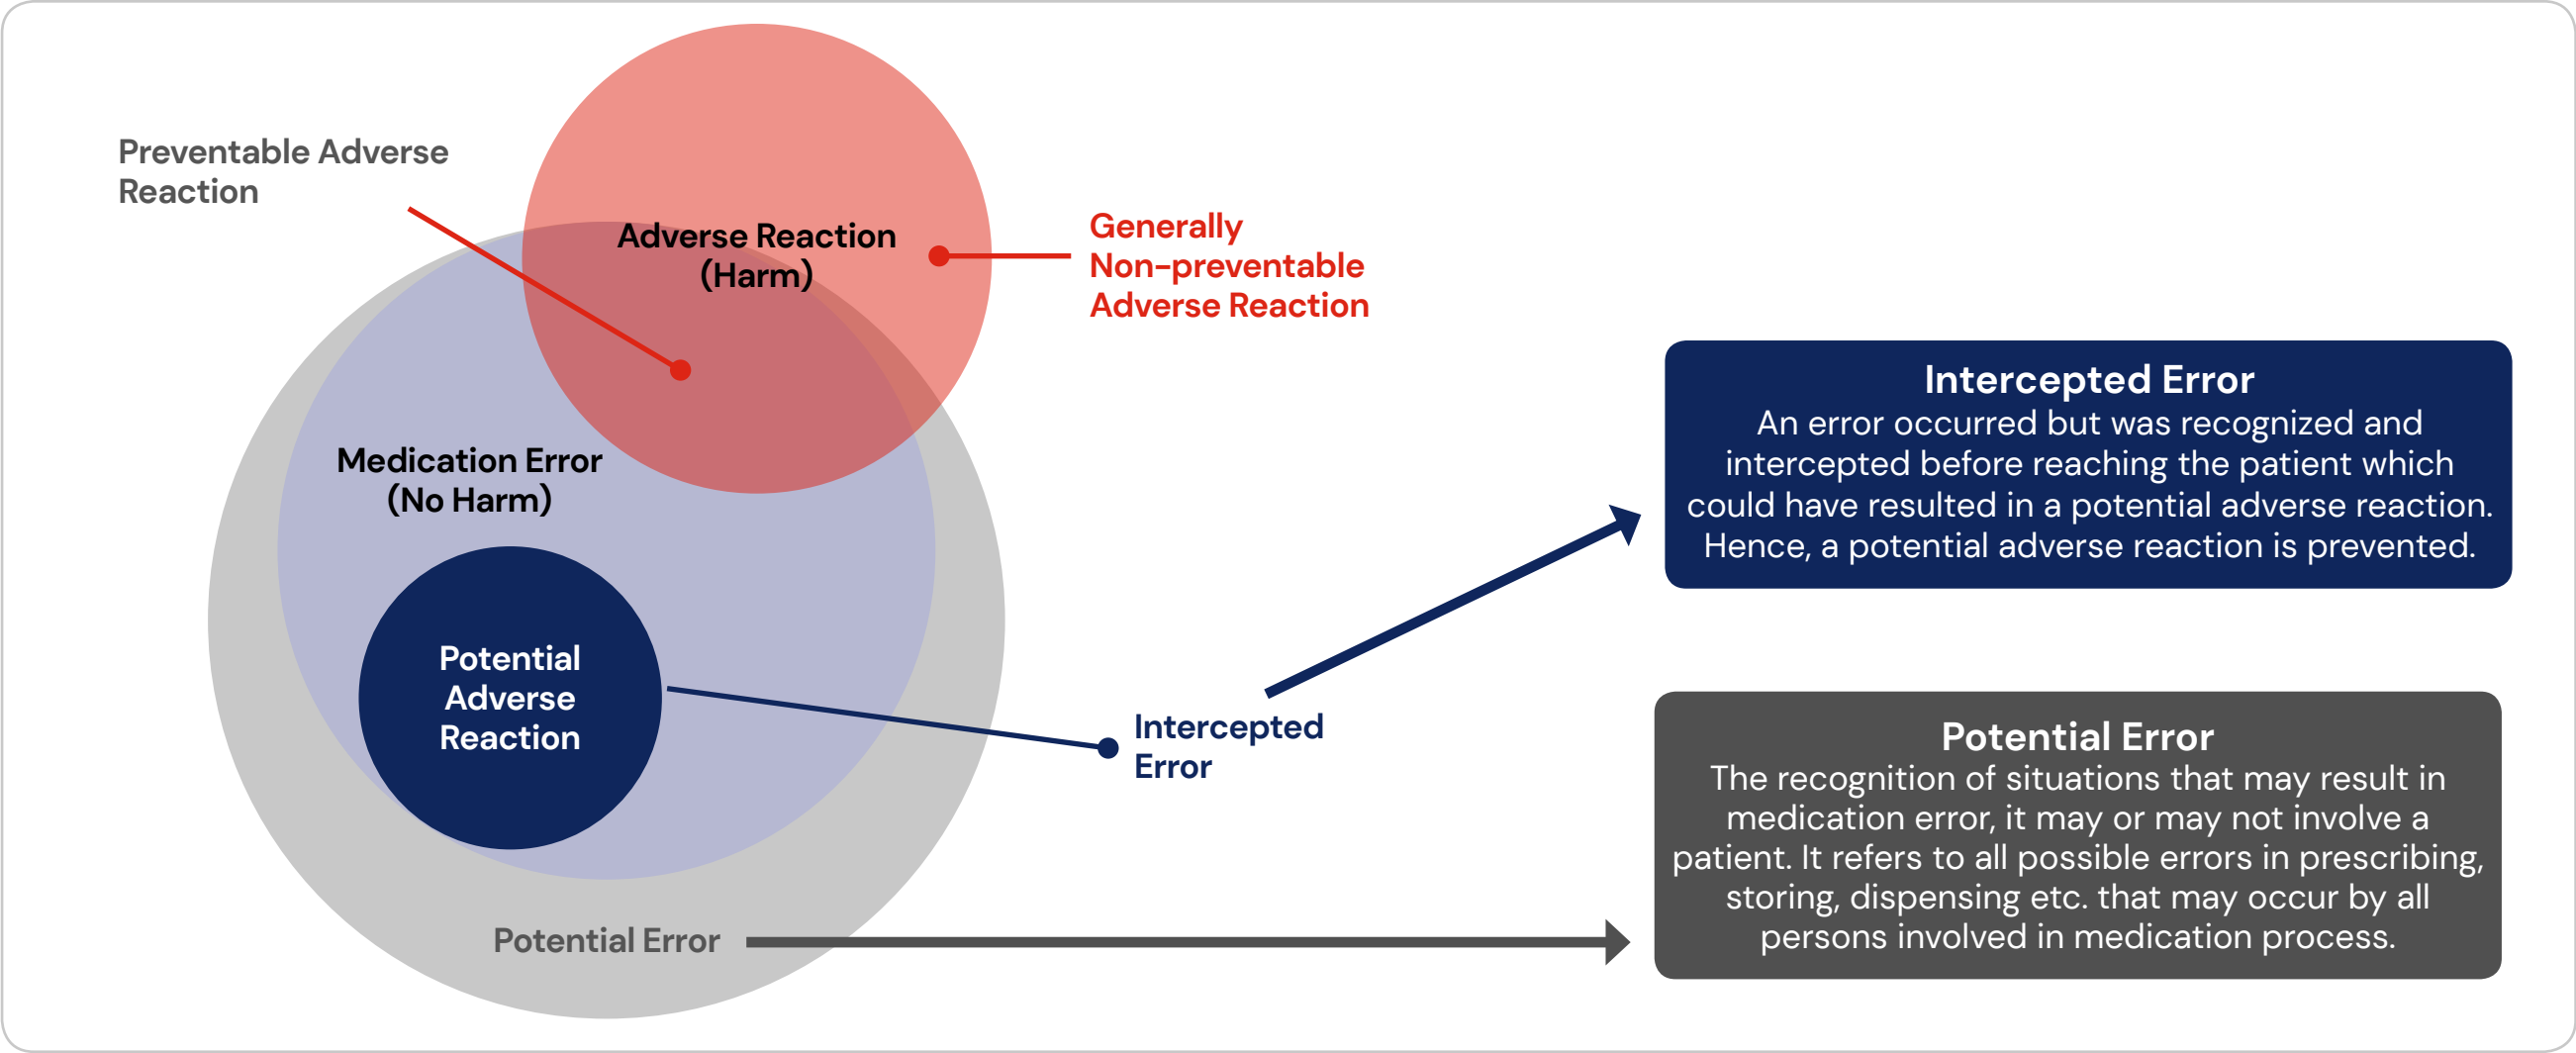 Preventable Adverse
Reaction
Adverse Reaction
(Harm)
Generally
Non-preventable
Adverse Reaction
Medication Error
(No Harm)
Potential
Adverse
Reaction
Intercepted
Error
Potential Error
Intercepted Error
An error occurred but was recognized and
intercepted before reaching the patient which
could have resulted in a potential adverse reaction.
Hence, a potential adverse reaction is prevented.
Potential Error
The recognition of situations that may result in
medication error, it may or may not involve a
patient. It refers to all possible errors in prescribing,
storing, dispensing etc. that may occur by all
persons involved in medication process.